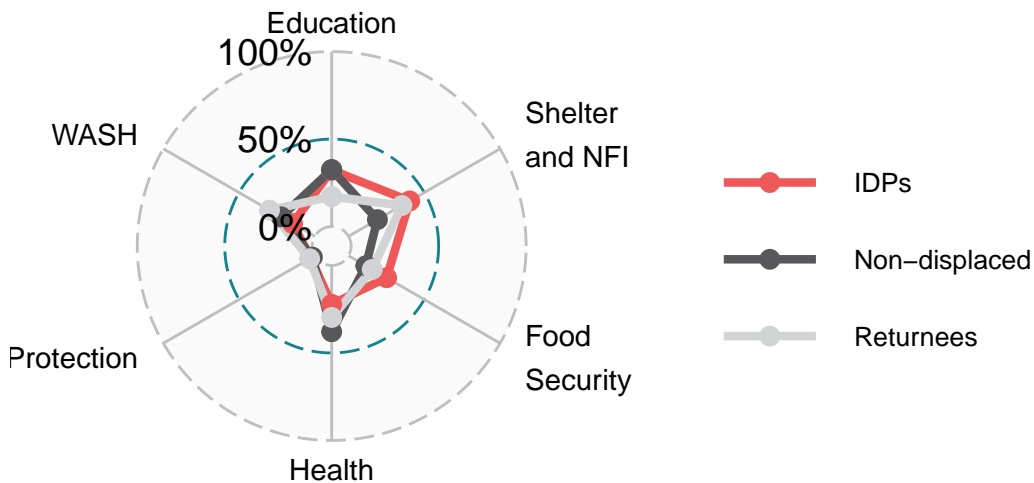 Education
100%
Shelter
and NFI
WASH
50%
0%
IDPs
Non−displaced
Returnees
Protection
Food
Security
Health